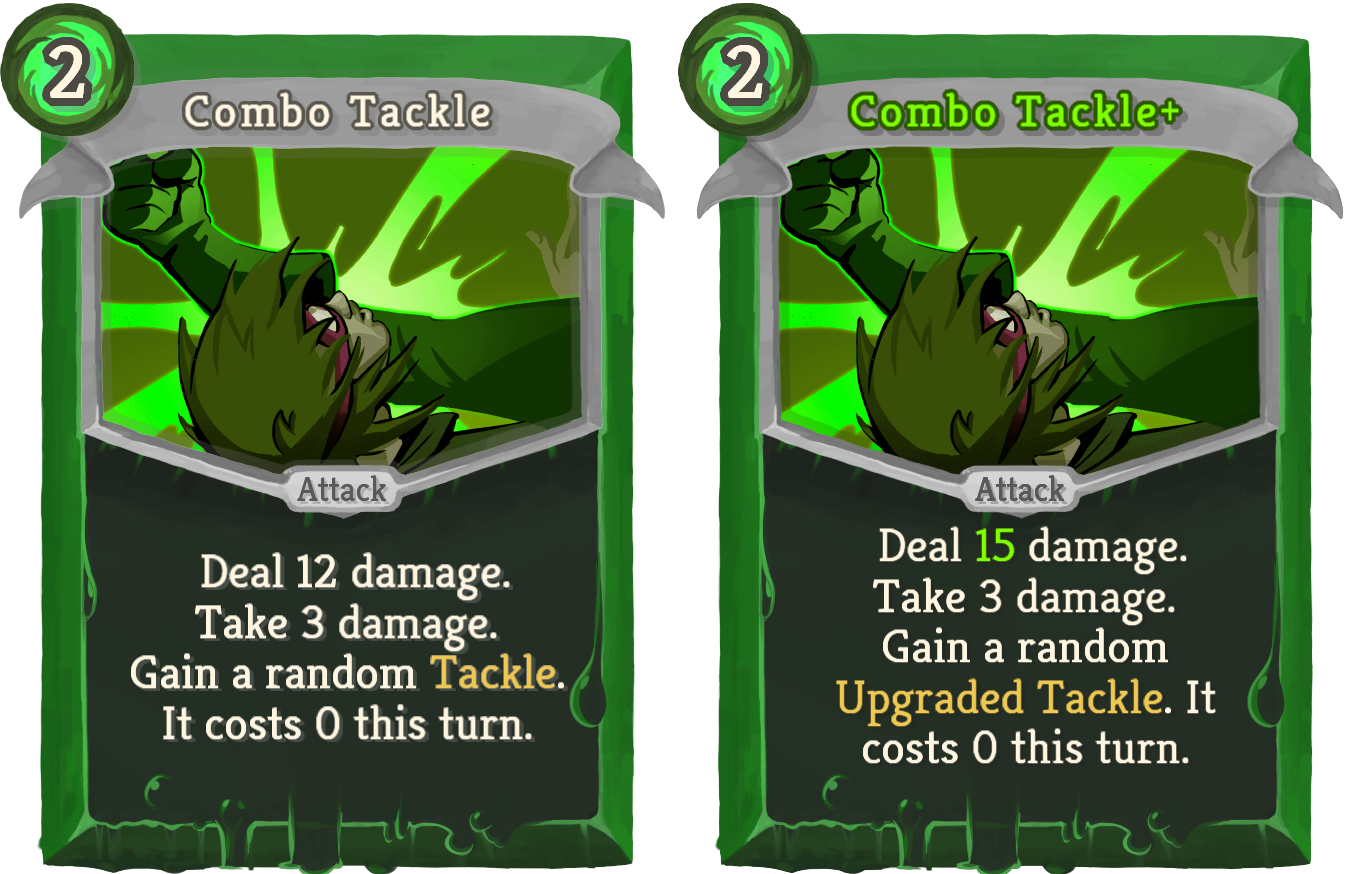 2
Combo Tackle
Attack
Deal 12 damage.
Take 3 damage.
Gain a random Tackle.
It costs 0 this turn.
2
Combo Tackle+
Attack
Deal 15 damage.
Take 3 damage.
Gain a random
Upgraded Tackle. It
costs 0 this turn.